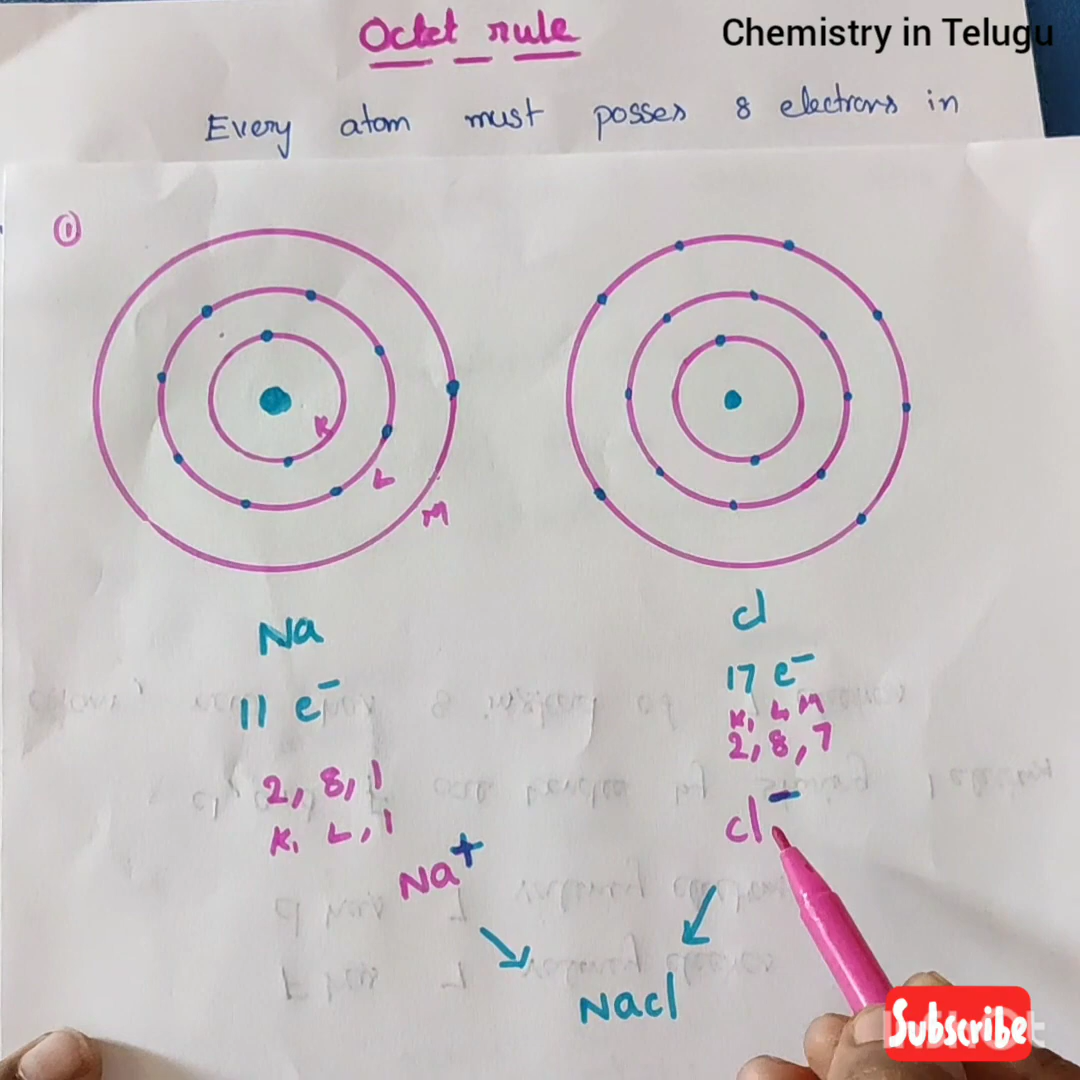 Octet rule
Chemistry in Telugu
Every atom must posses 8 electrons in
①
K
L
M
Na
11 e⁻
2, 8, 1
K, L, 1
Na⁺
cl
17 e⁻
K, L, M
2, 8, 7
cl⁻
Nacl
Subscribe